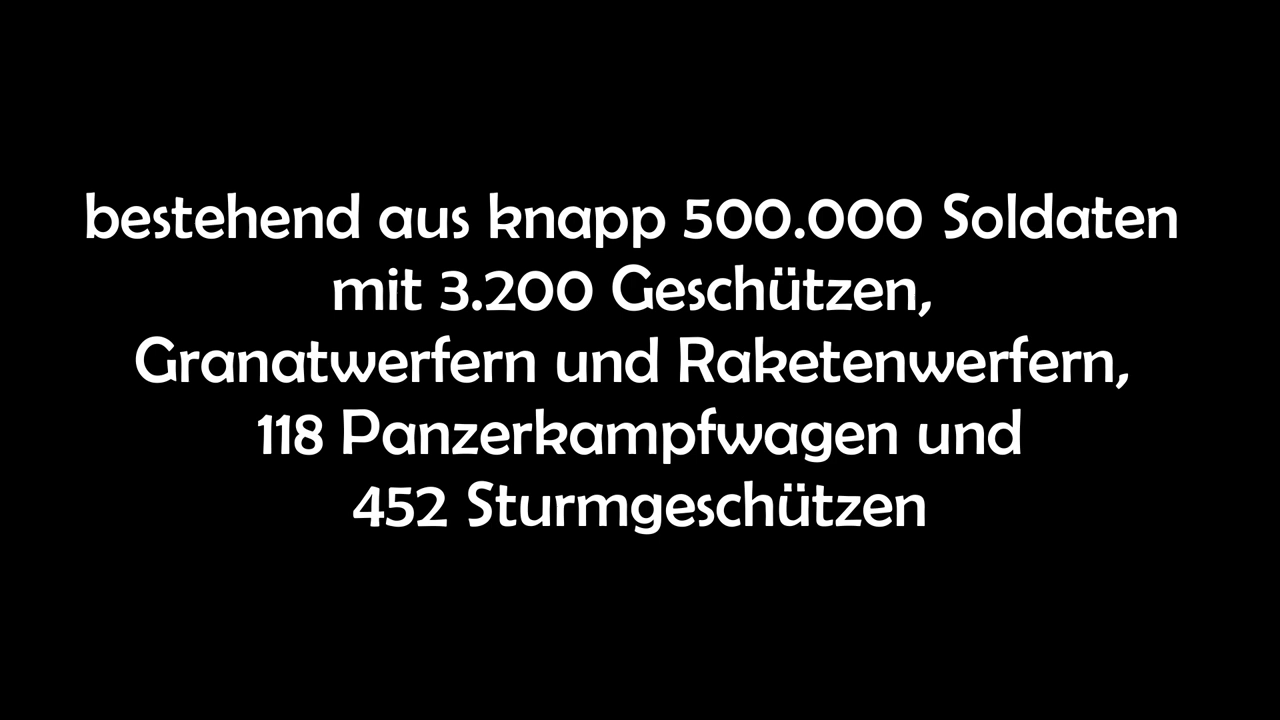 bestehend aus knapp 500.000 Soldaten
mit 3.200 Geschützen,
Granatwerfern und Raketenwerfern,
118 Panzerkampfwagen und
452 Sturmgeschützen